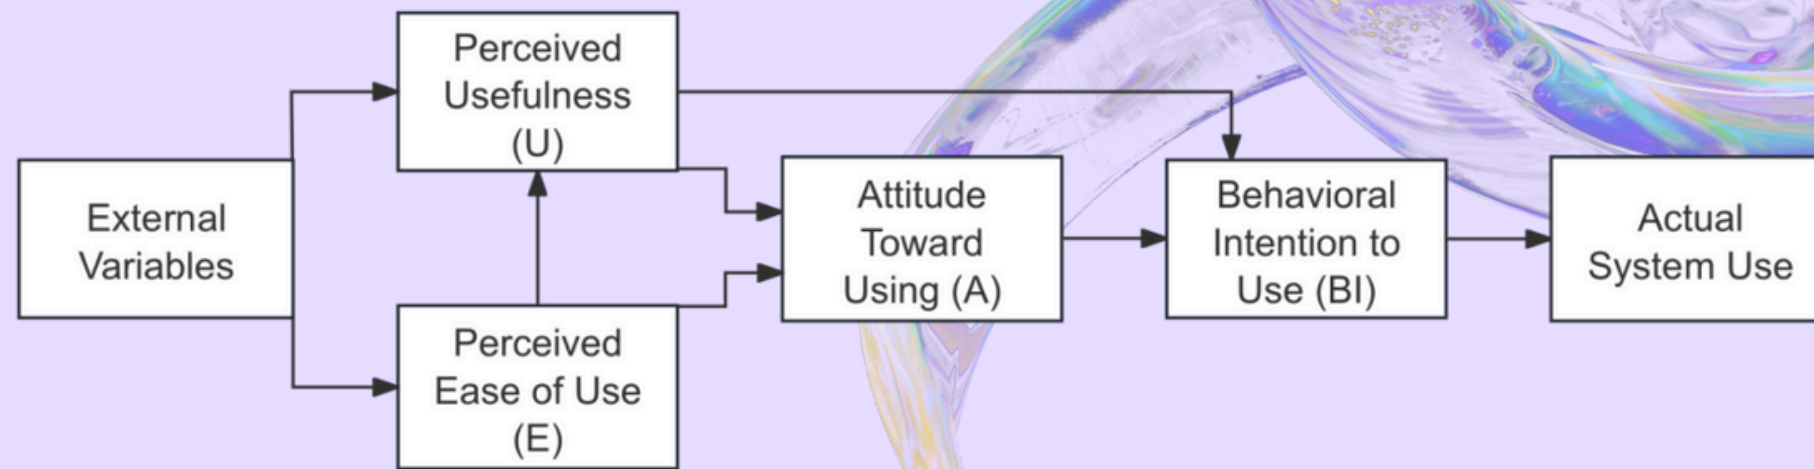 Perceived
Usefulness
(U)
External
Variables
Perceived
Ease of Use
(E)
Attitude
Toward
Using (A)
Behavioral
Intention to
Use (BI)
Actual
System Use